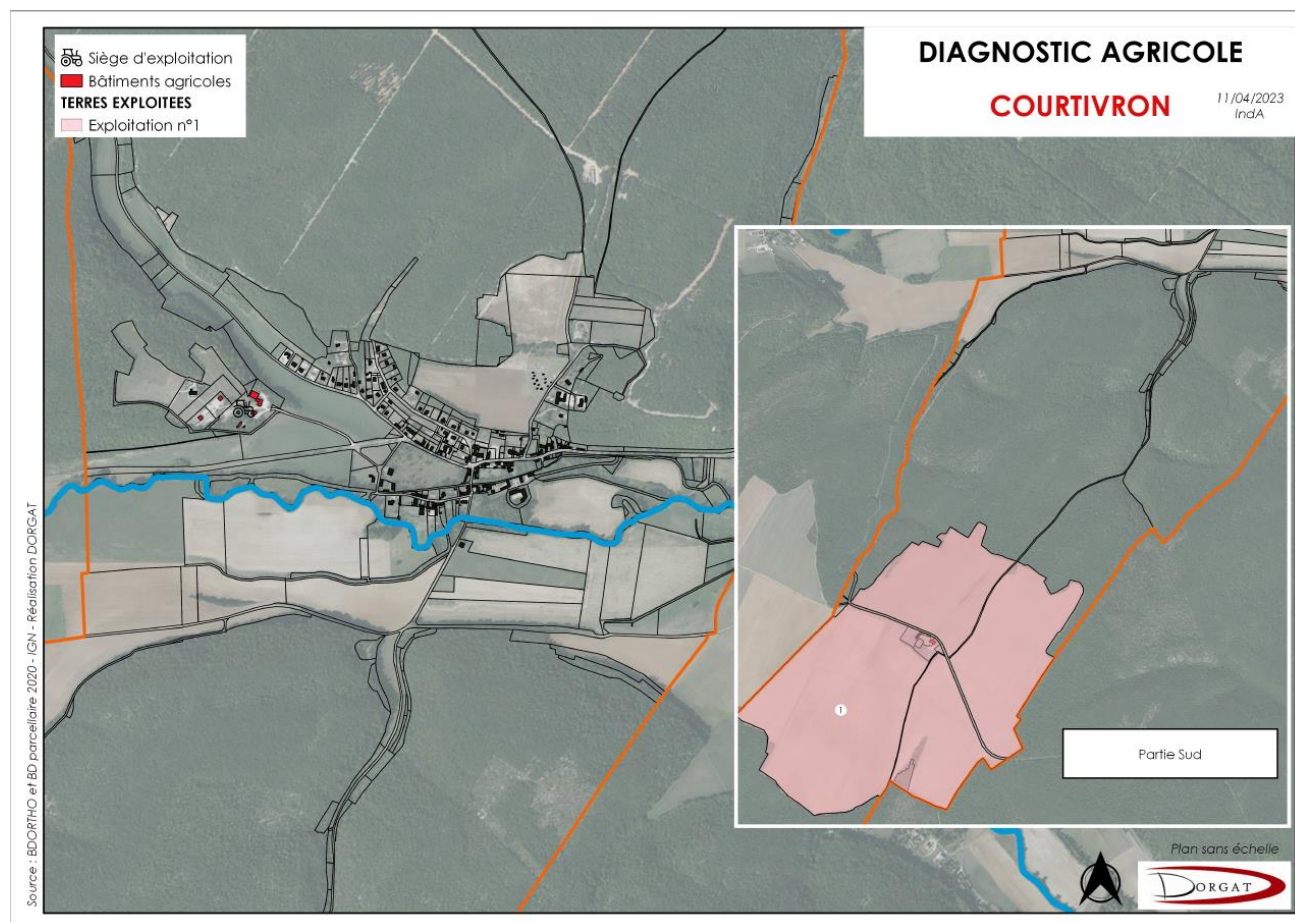 Siège d'exploitation
Bâtiments agricoles
TERRES EXPLOITEES
Exploitation n°1
DIAGNOSTIC AGRICOLE
COURTIVRON
11/04/2023
IndA
1
Partie Sud
Plan sans échelle
DORGAT
Source : BDORTHO et BD parcellaire 2020 - IGN - Réalisation DORGAT